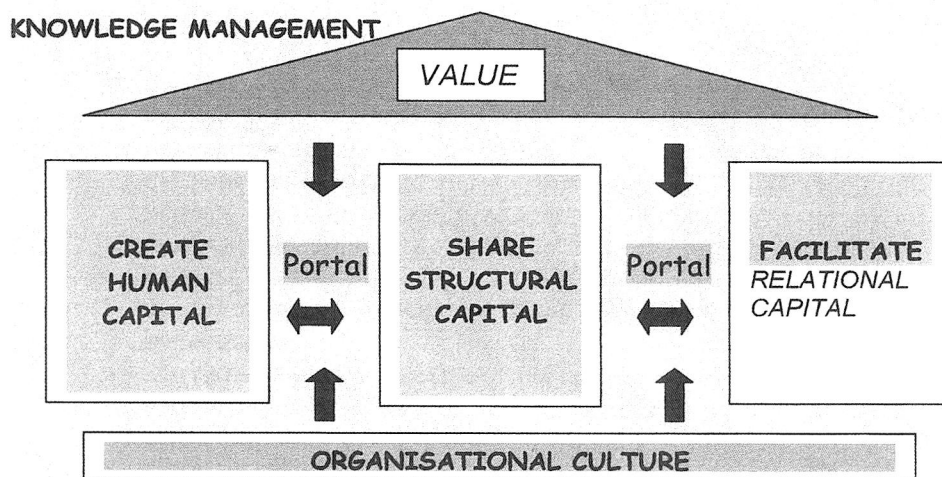 KNOWLEDGE MANAGEMENT
VALUE
CREATE
HUMAN
CAPITAL
Portal
SHARE
STRUCTURAL
CAPITAL
Portal
FACILITATE
RELATIONAL
CAPITAL
ORGANISATIONAL CULTURE